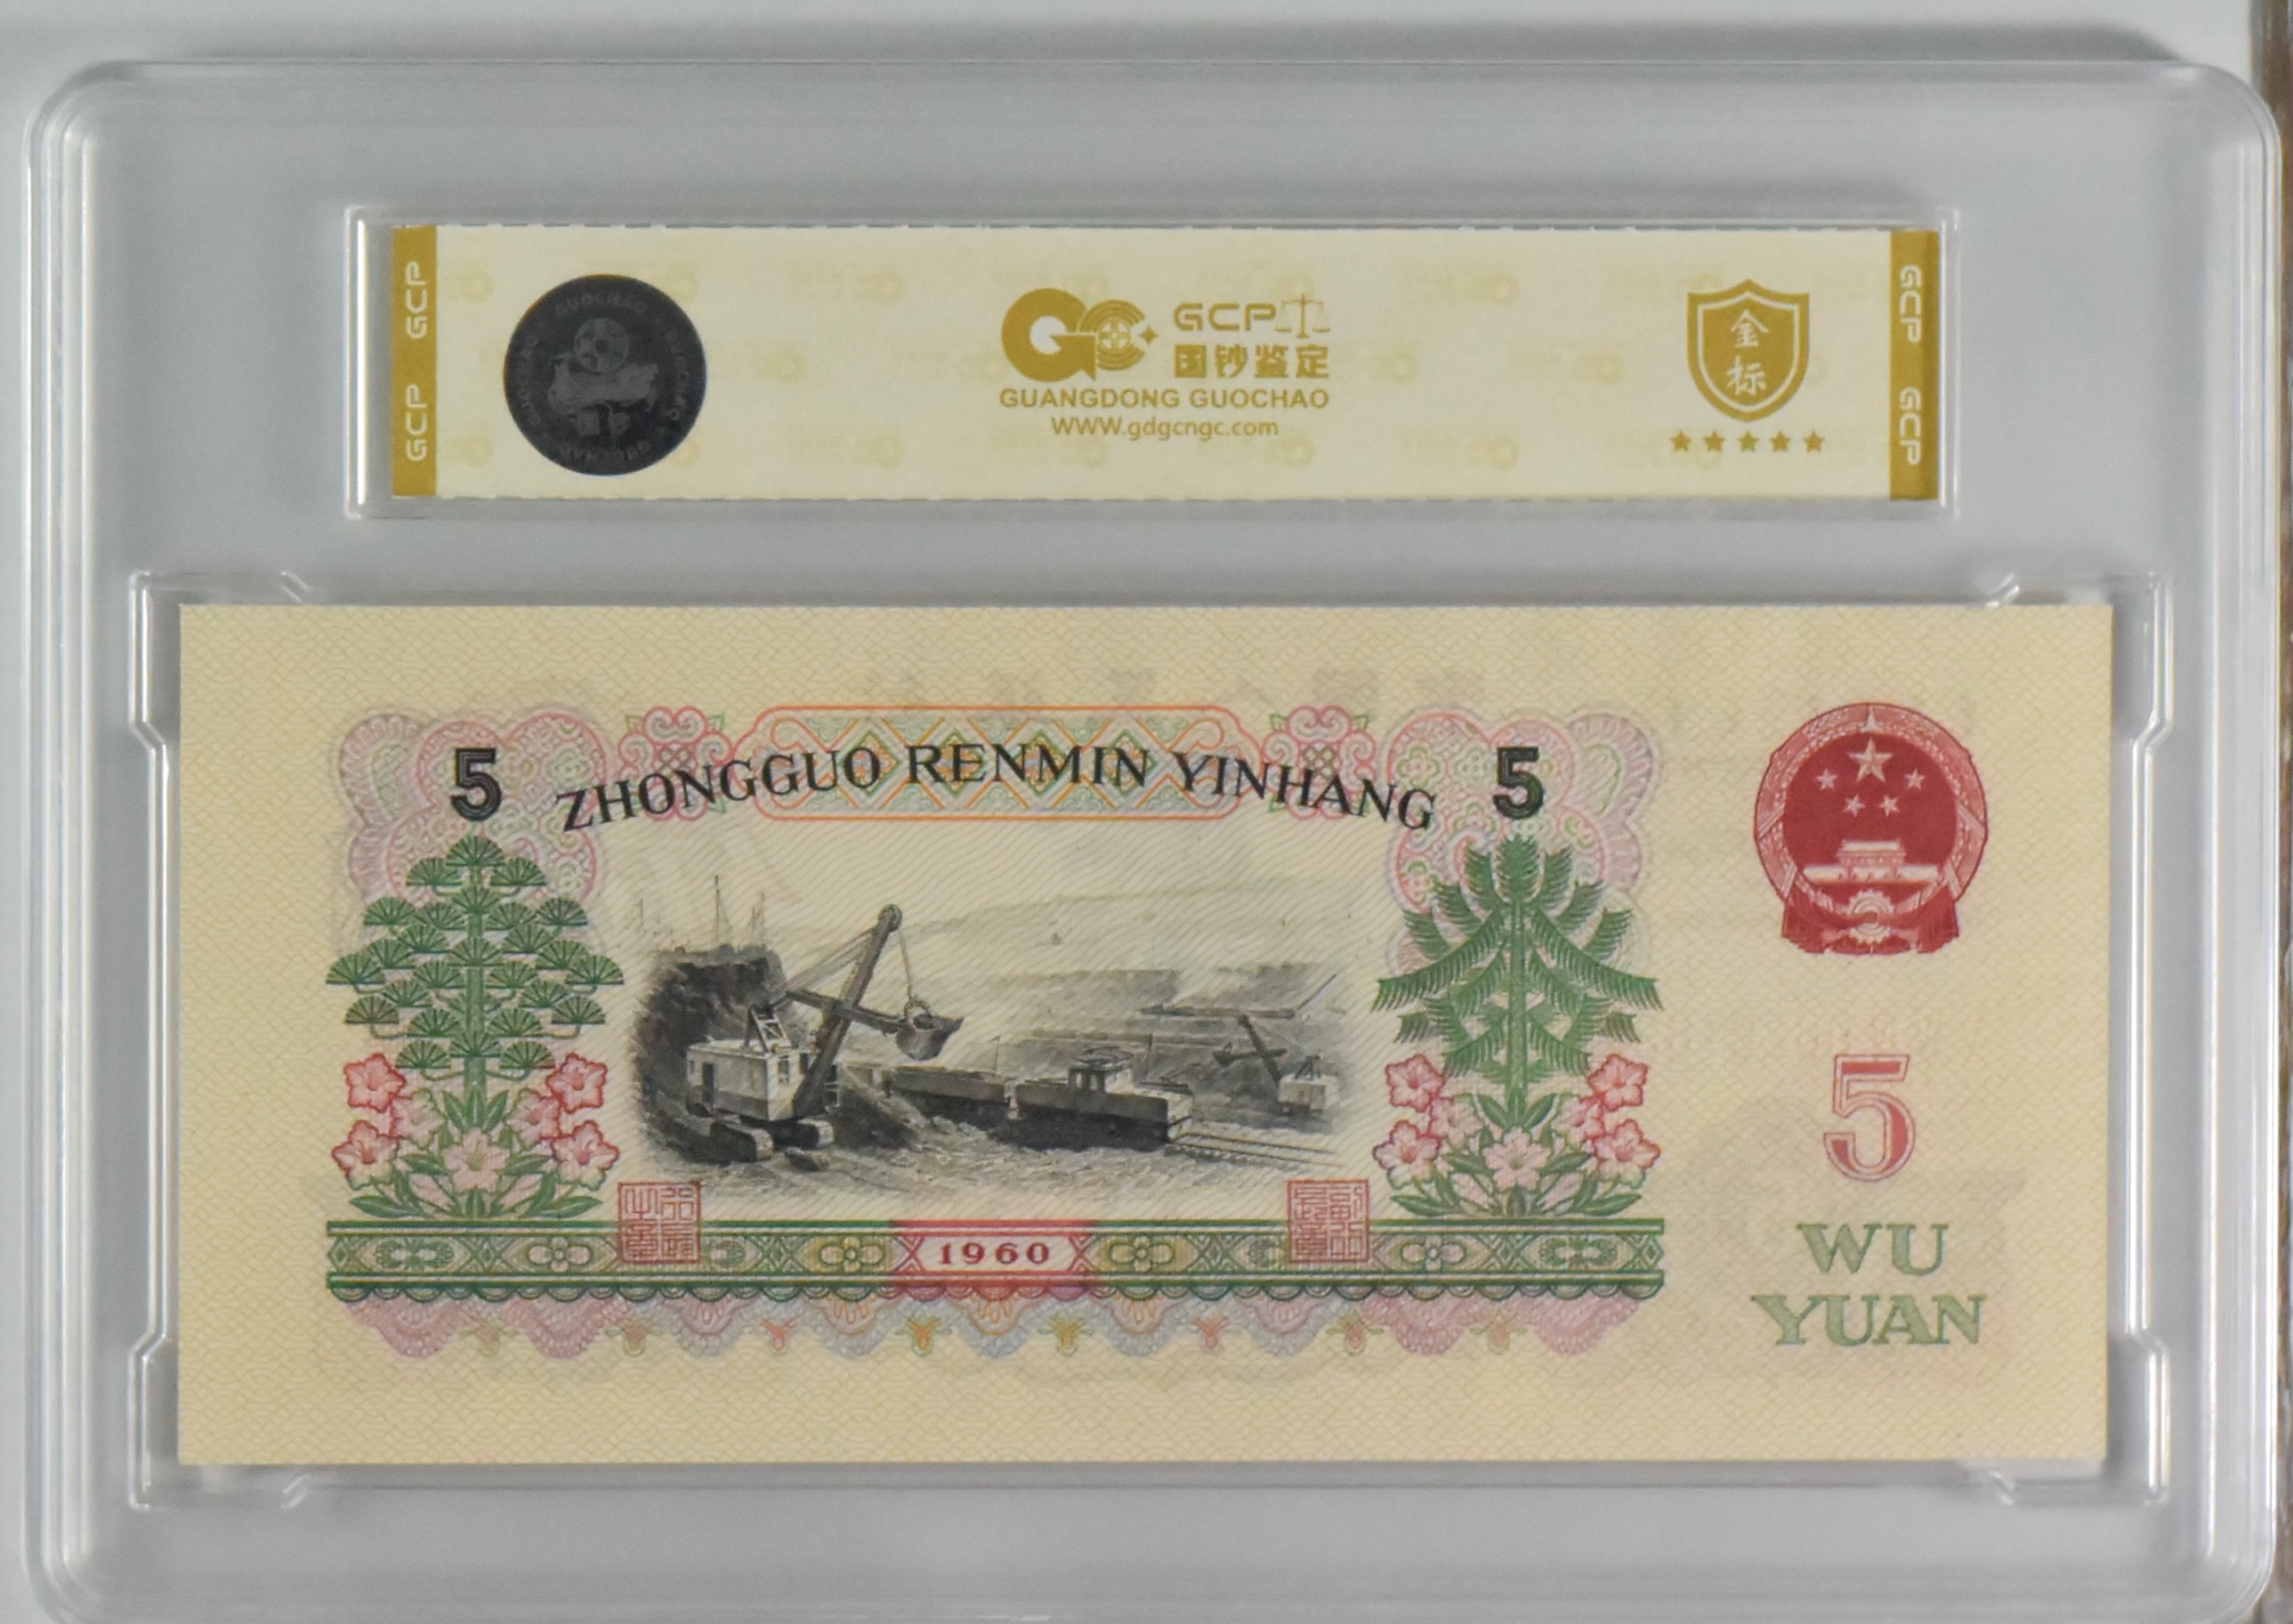 GCP GCP
GCP
国钞鉴定
GUANGDONG GUOCHAO
WWW.gdgcngc.com
金
标
GCP GCP
5 ZHONGGUO RENMIN YINHANG 5
1960
5
WU
YUAN